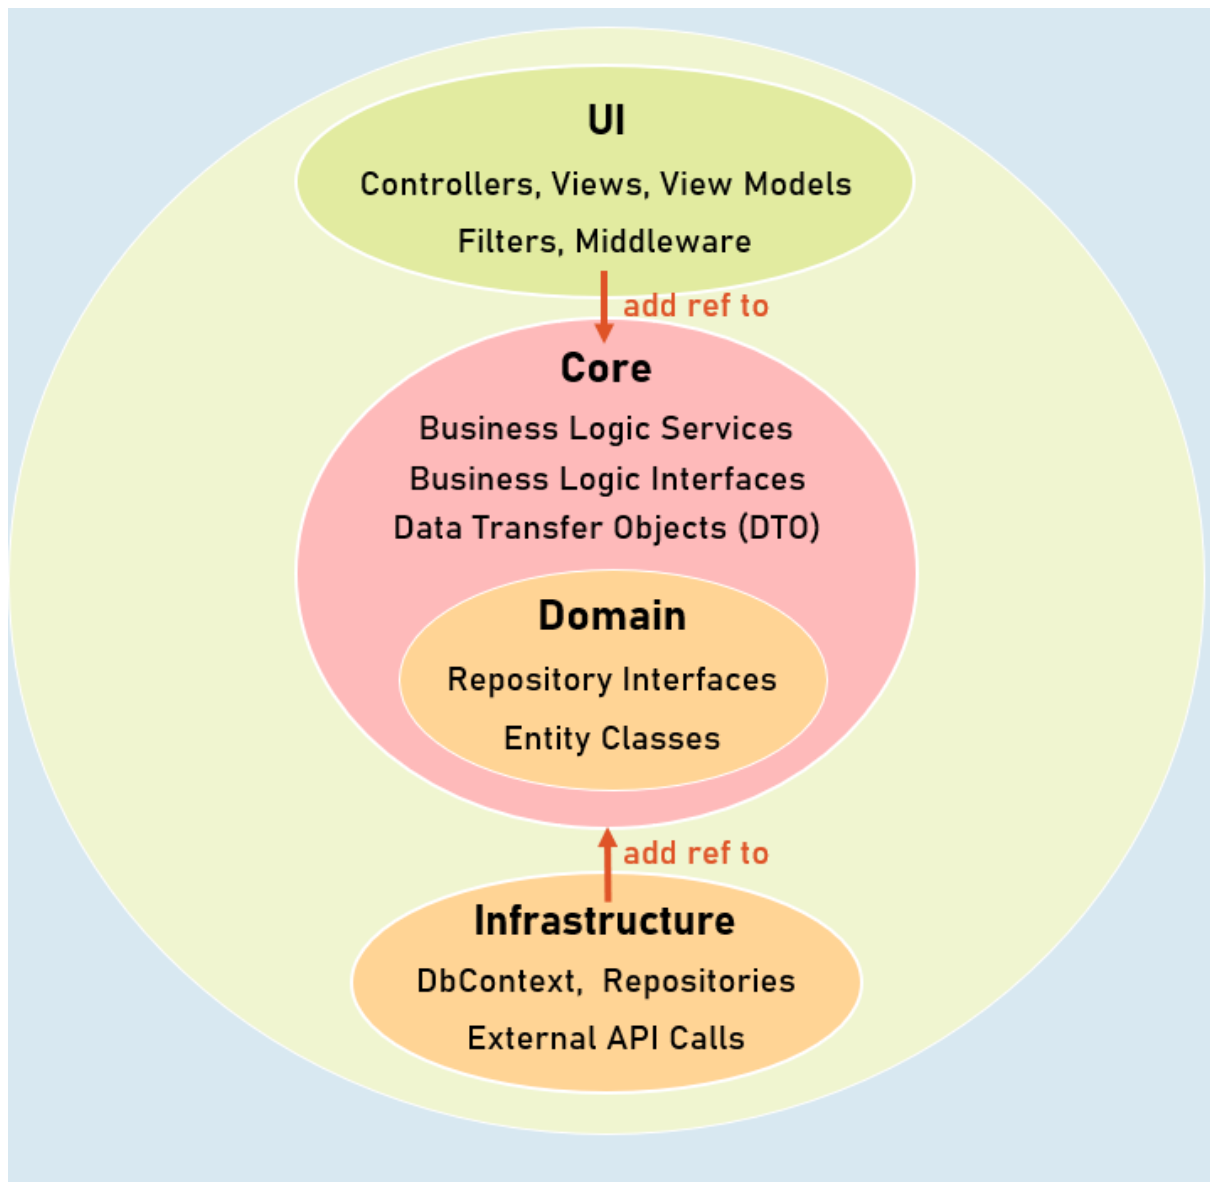 UI
Controllers, Views, View Models
Filters, Middleware
add ref to
Core
Business Logic Services
Business Logic Interfaces
Data Transfer Objects (DTO)
Domain
Repository Interfaces
Entity Classes
add ref to
Infrastructure
DbContext, Repositories
External API Calls